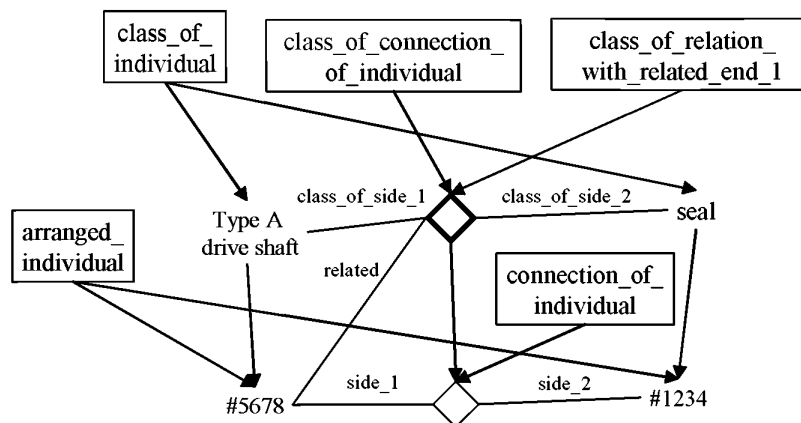 class_of_
individual
class_of_connection_
of_individual
class_of_relation_
with_related_end_1
class_of_side_1
class_of_side_2
Type A
drive shaft
seal
arranged_
individual
related
connection_of_
individual
side_1
side_2
#5678
#1234